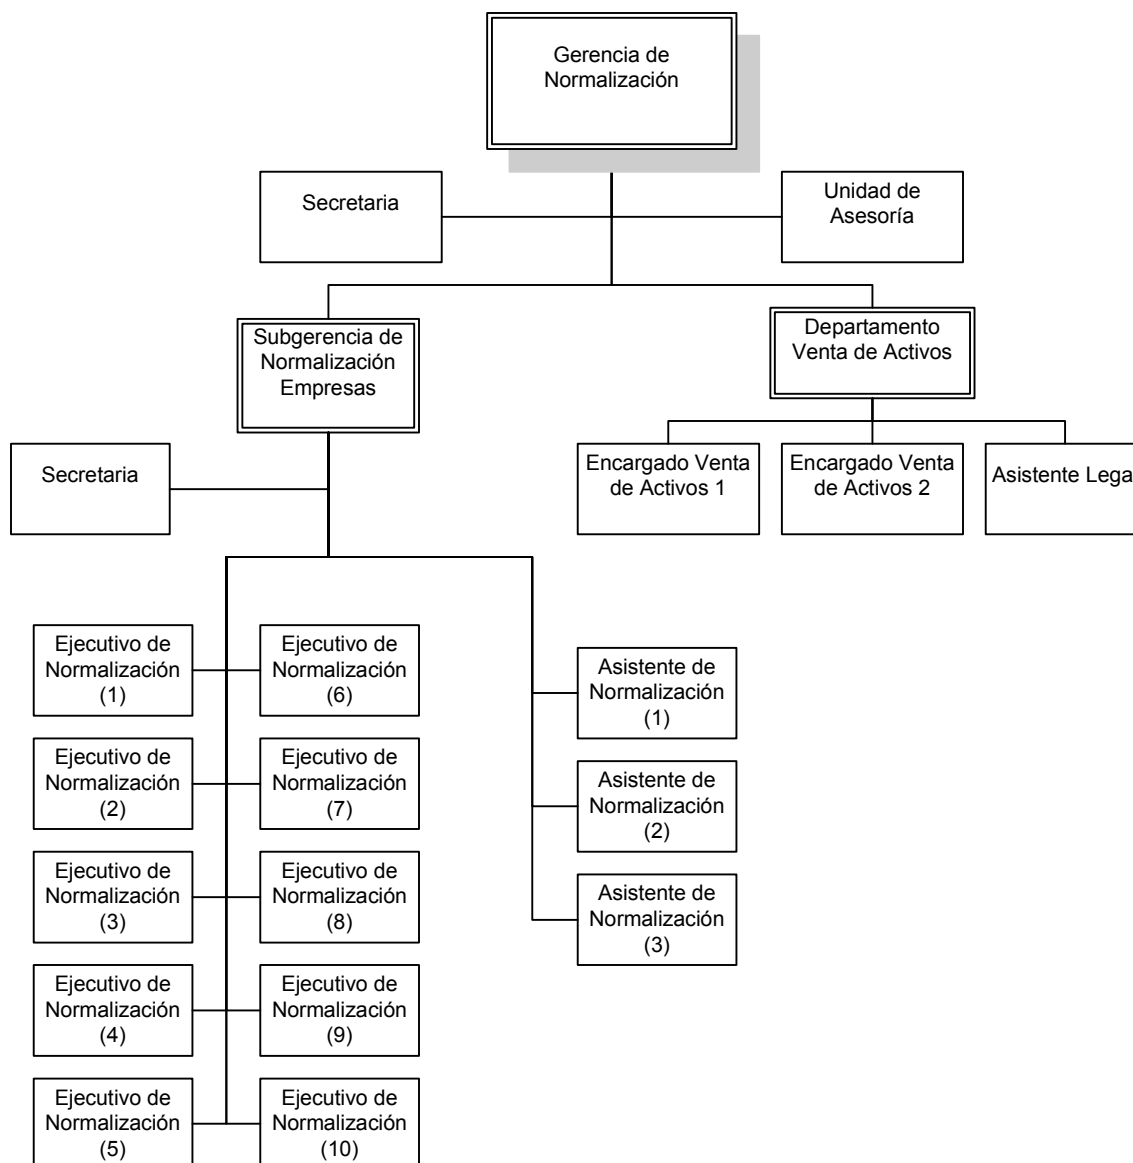 Gerencia de
Normalización
Secretaria
Unidad de
Asesoría
Subgerencia de
Normalización
Empresas
Departamento
Venta de Activos
Secretaria
Encargado Venta
de Activos 1
Encargado Venta
de Activos 2
Asistente Lega
Ejecutivo de
Normalización
(1)
Ejecutivo de
Normalización
(6)
Asistente de
Normalización
(1)
Ejecutivo de
Normalización
(2)
Ejecutivo de
Normalización
(7)
Asistente de
Normalización
(2)
Ejecutivo de
Normalización
(3)
Ejecutivo de
Normalización
(8)
Asistente de
Normalización
(3)
Ejecutivo de
Normalización
(4)
Ejecutivo de
Normalización
(9)
Ejecutivo de
Normalización
(5)
Ejecutivo de
Normalización
(10)